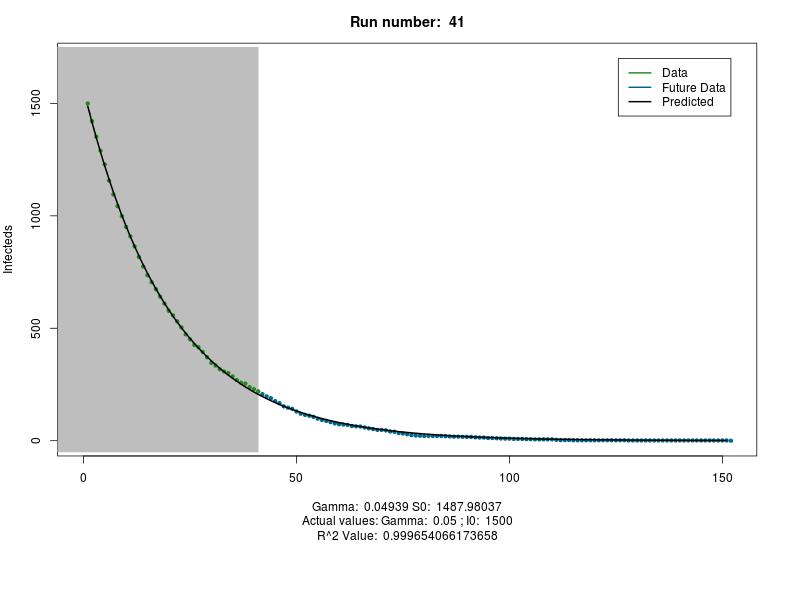 Run number: 41
Data
Future Data
Predicted
Infecteds
1500
1000
500
0
0 50 100 150
Gamma: 0.04939 S0: 1487.98037
Actual values: Gamma: 0.05 ; I0: 1500
R^2 Value: 0.999654066173658